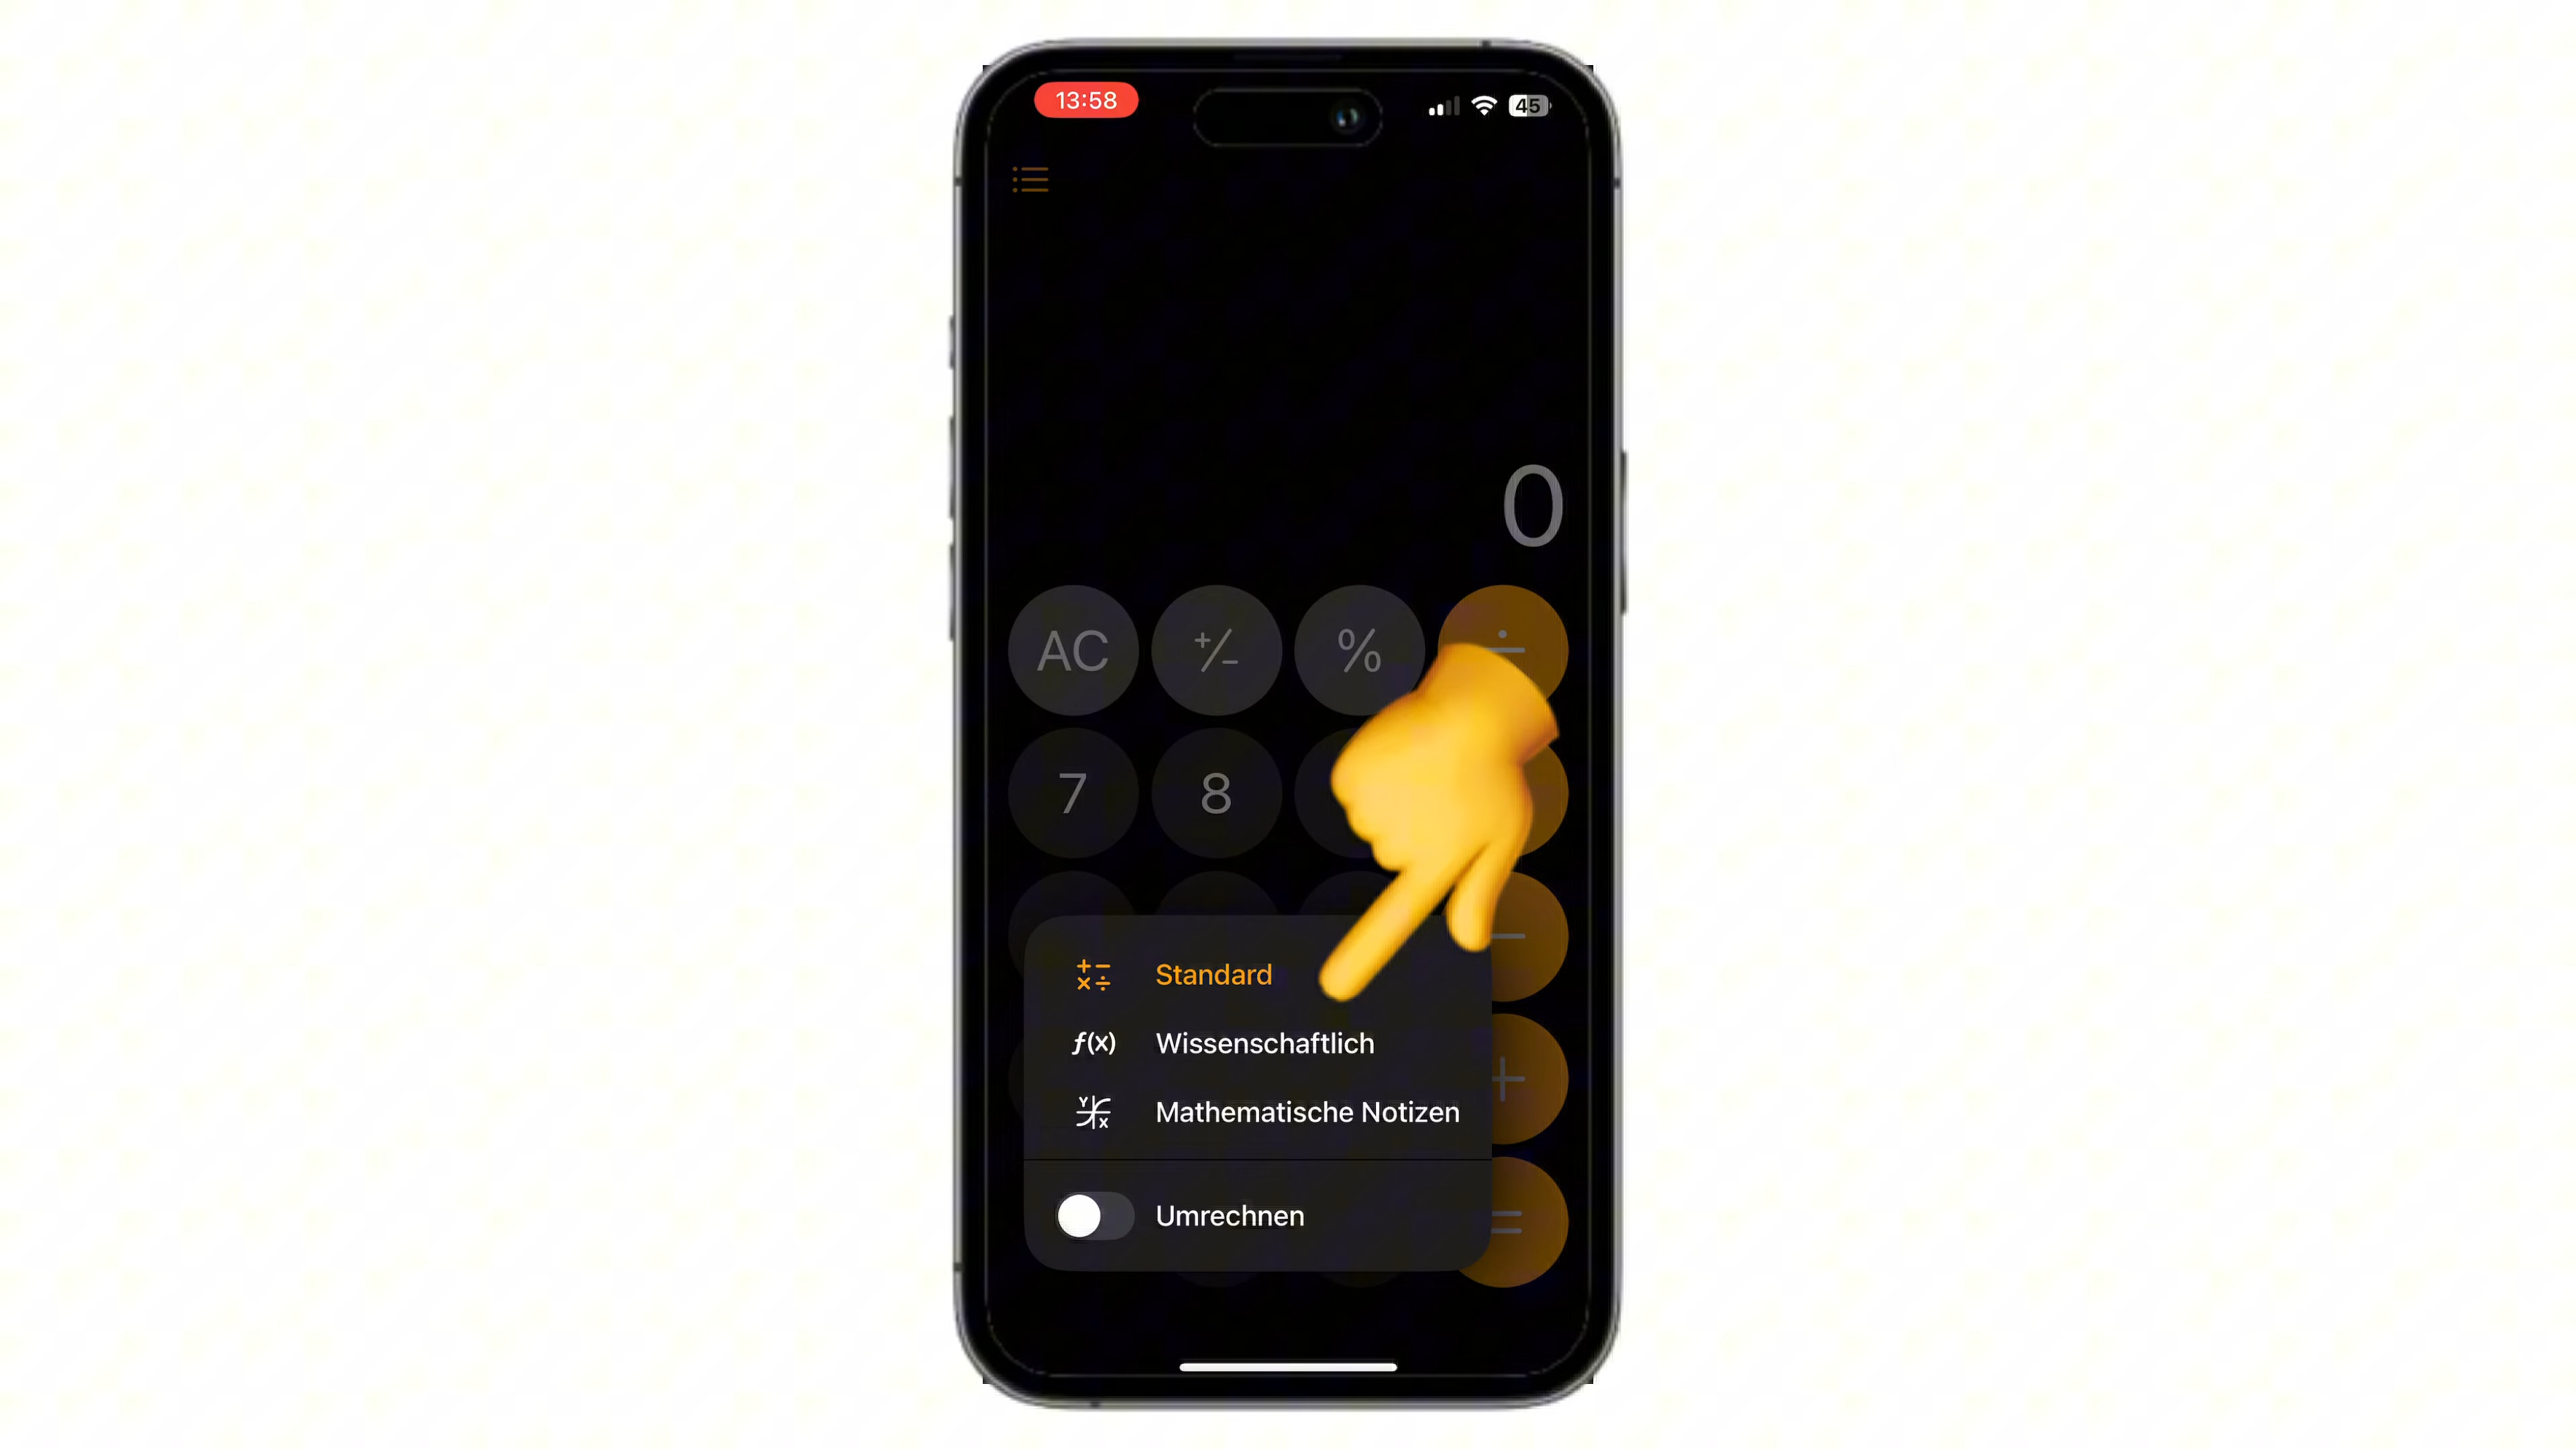 13:58
45
0
AC +/− % ÷
7 8
−
Standard
f(x) Wissenschaftlich
+
Mathematische Notizen
Umrechnen
=